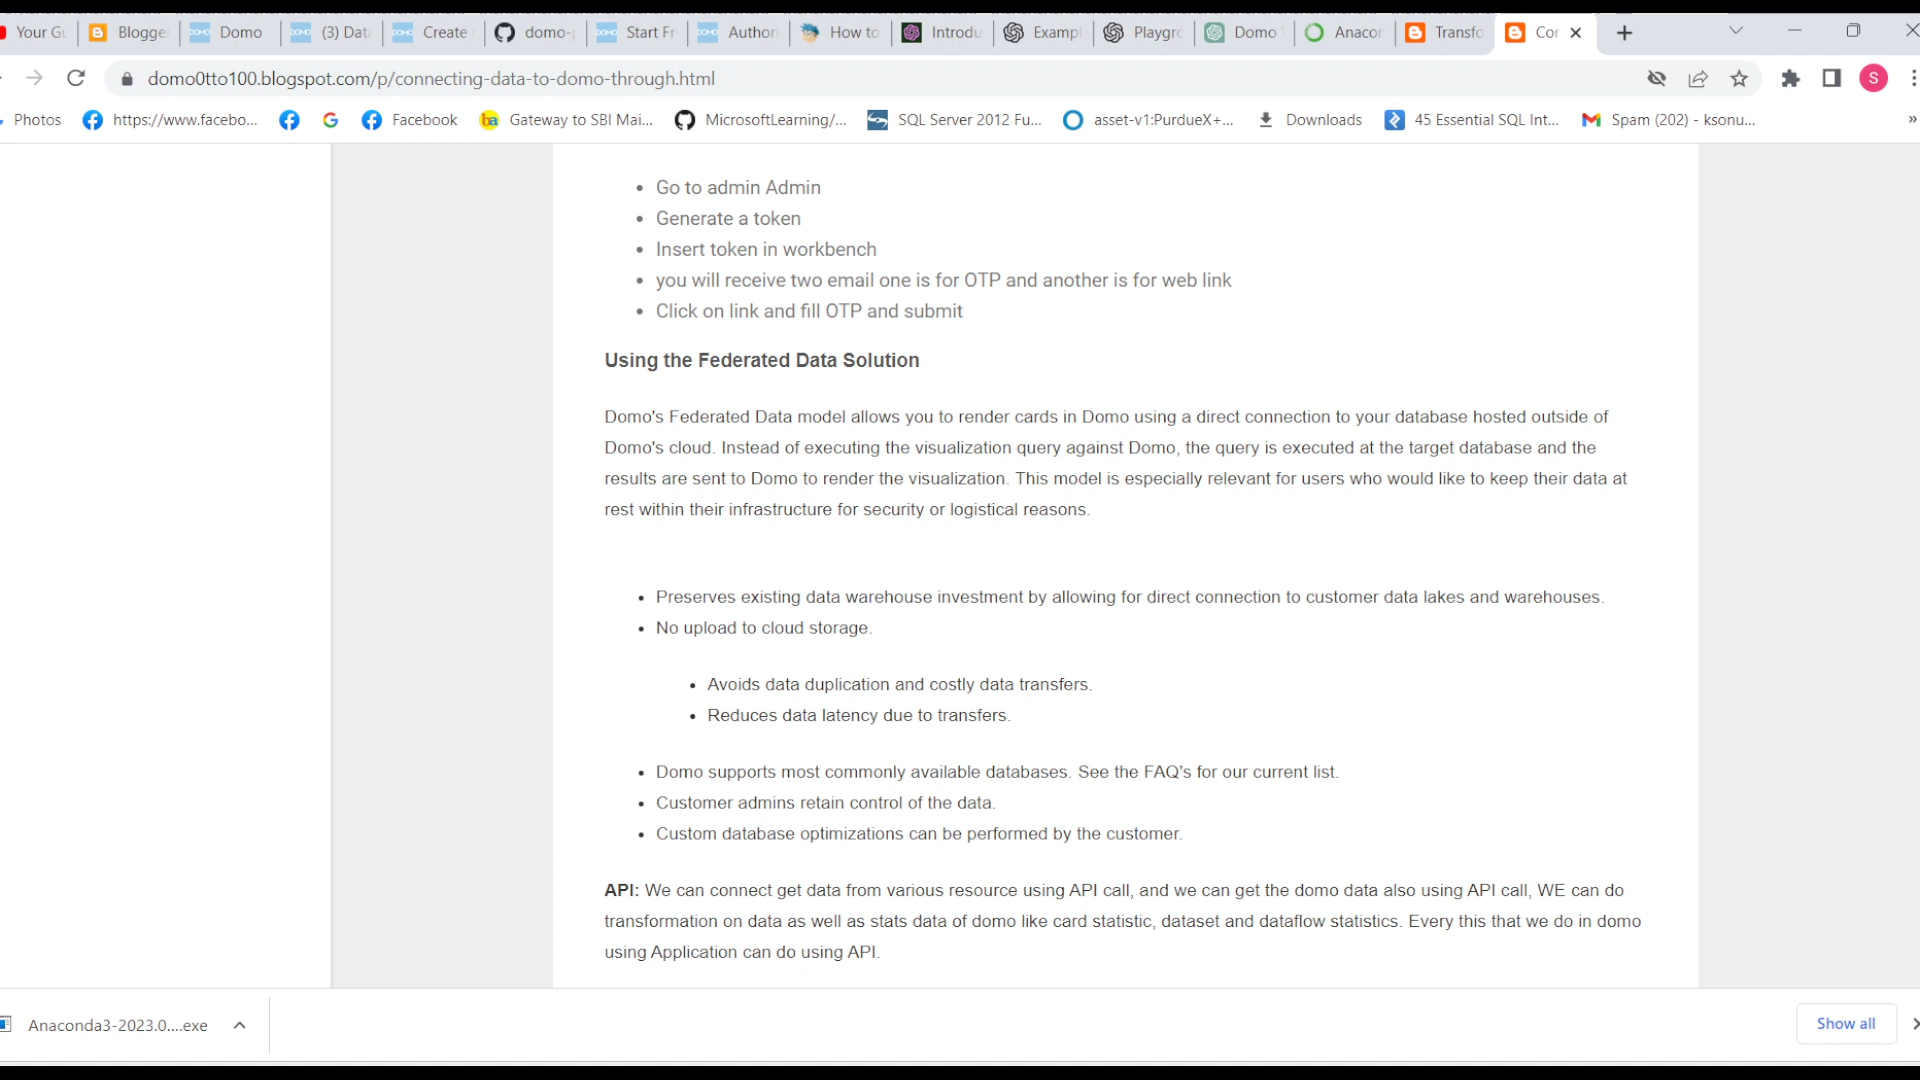 Your Gu
Blogge
Domo
(3) Data
Create
domo-
Start Fr
Authori
How to
Introdu
Exampl
Playgro
Domo
Anacor
Transfo
Cor
domo0tto100.blogspot.com/p/connecting-data-to-domo-through.html
S
Photos
https://www.facebo...
Facebook
Gateway to SBI Mai...
MicrosoftLearning/...
SQL Server 2012 Fu...
asset-v1:PurdueX+...
Downloads
45 Essential SQL Int...
Spam (202) - ksonu...
»
• Go to admin Admin
• Generate a token
• Insert token in workbench
• you will receive two email one is for OTP and another is for web link
• Click on link and fill OTP and submit
Using the Federated Data Solution
Domo's Federated Data model allows you to render cards in Domo using a direct connection to your database hosted outside of
Domo's cloud. Instead of executing the visualization query against Domo, the query is executed at the target database and the
results are sent to Domo to render the visualization. This model is especially relevant for users who would like to keep their data at
rest within their infrastructure for security or logistical reasons.
• Preserves existing data warehouse investment by allowing for direct connection to customer data lakes and warehouses.
• No upload to cloud storage.
• Avoids data duplication and costly data transfers.
• Reduces data latency due to transfers.
• Domo supports most commonly available databases. See the FAQ's for our current list.
• Customer admins retain control of the data.
• Custom database optimizations can be performed by the customer.
API: We can connect get data from various resource using API call, and we can get the domo data also using API call, WE can do
transformation on data as well as stats data of domo like card statistic, dataset and dataflow statistics. Every this that we do in domo
using Application can do using API.
Anaconda3-2023.0....exe
Show all